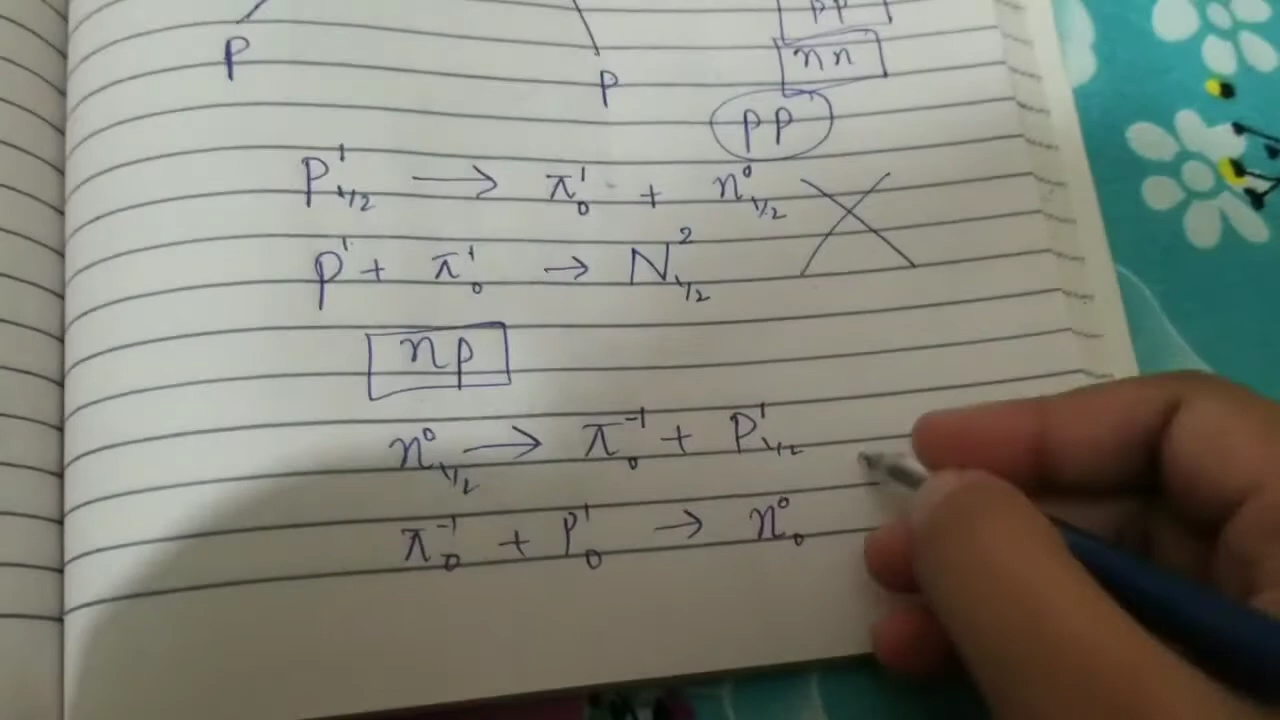 pp
P
P
nn
pp
P¹₁/₂ → π¹₀ + n⁰₁/₂
p¹ + π¹₀ → N²₁/₂
np
n⁰₁/₂ → π⁻¹₀ + P¹₁/₂
π⁻¹₀ + P¹₀ → n⁰₀